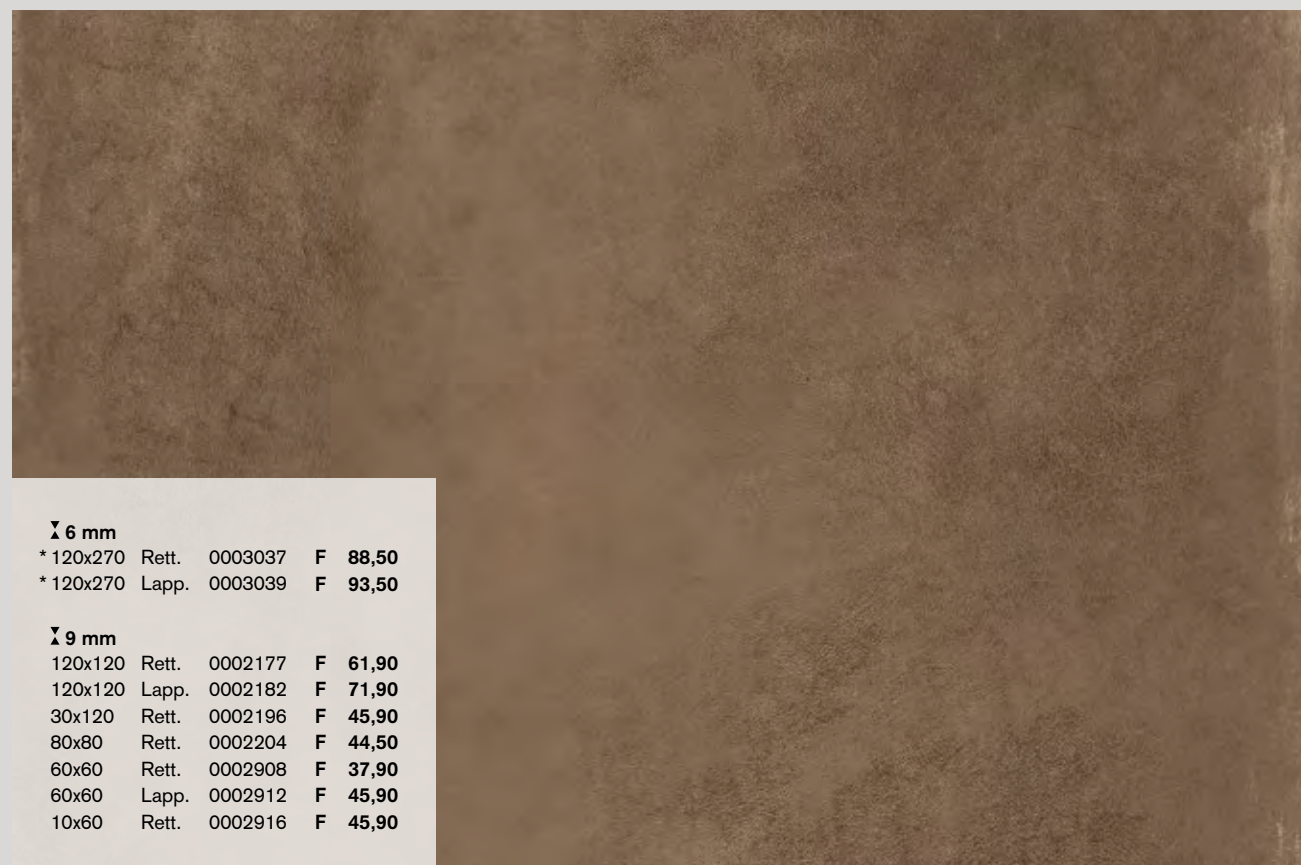 6 mm
* 120x270 Rett. 0003037 F 88,50
* 120x270 Lapp. 0003039 F 93,50
9 mm
120x120 Rett. 0002177 F 61,90
120x120 Lapp. 0002182 F 71,90
30x120 Rett. 0002196 F 45,90
80x80 Rett. 0002204 F 44,50
60x60 Rett. 0002908 F 37,90
60x60 Lapp. 0002912 F 45,90
10x60 Rett. 0002916 F 45,90